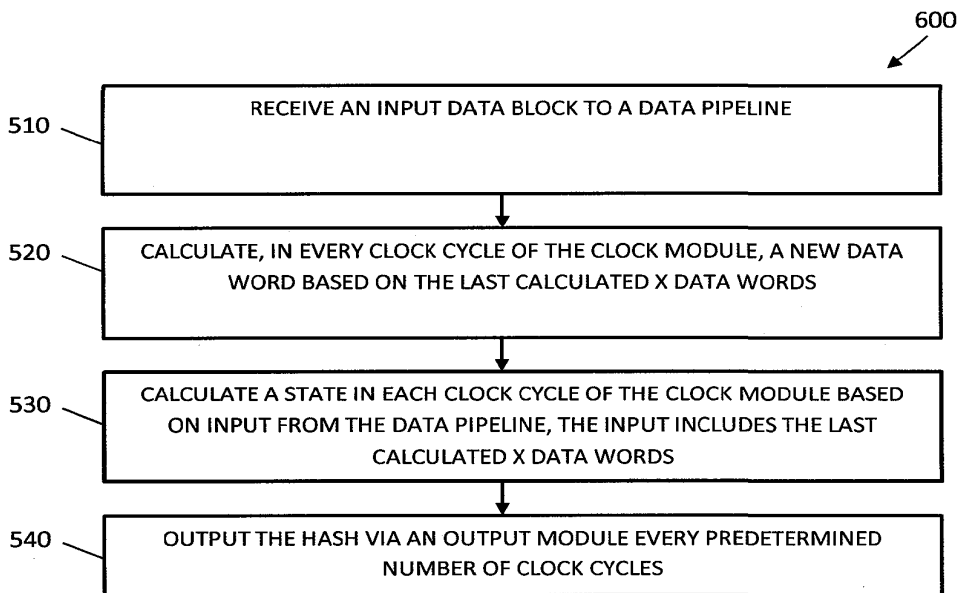 600
510
RECEIVE AN INPUT DATA BLOCK TO A DATA PIPELINE
520
CALCULATE, IN EVERY CLOCK CYCLE OF THE CLOCK MODULE, A NEW DATA
WORD BASED ON THE LAST CALCULATED X DATA WORDS
530
CALCULATE A STATE IN EACH CLOCK CYCLE OF THE CLOCK MODULE BASED
ON INPUT FROM THE DATA PIPELINE, THE INPUT INCLUDES THE LAST
CALCULATED X DATA WORDS
540
OUTPUT THE HASH VIA AN OUTPUT MODULE EVERY PREDETERMINED
NUMBER OF CLOCK CYCLES